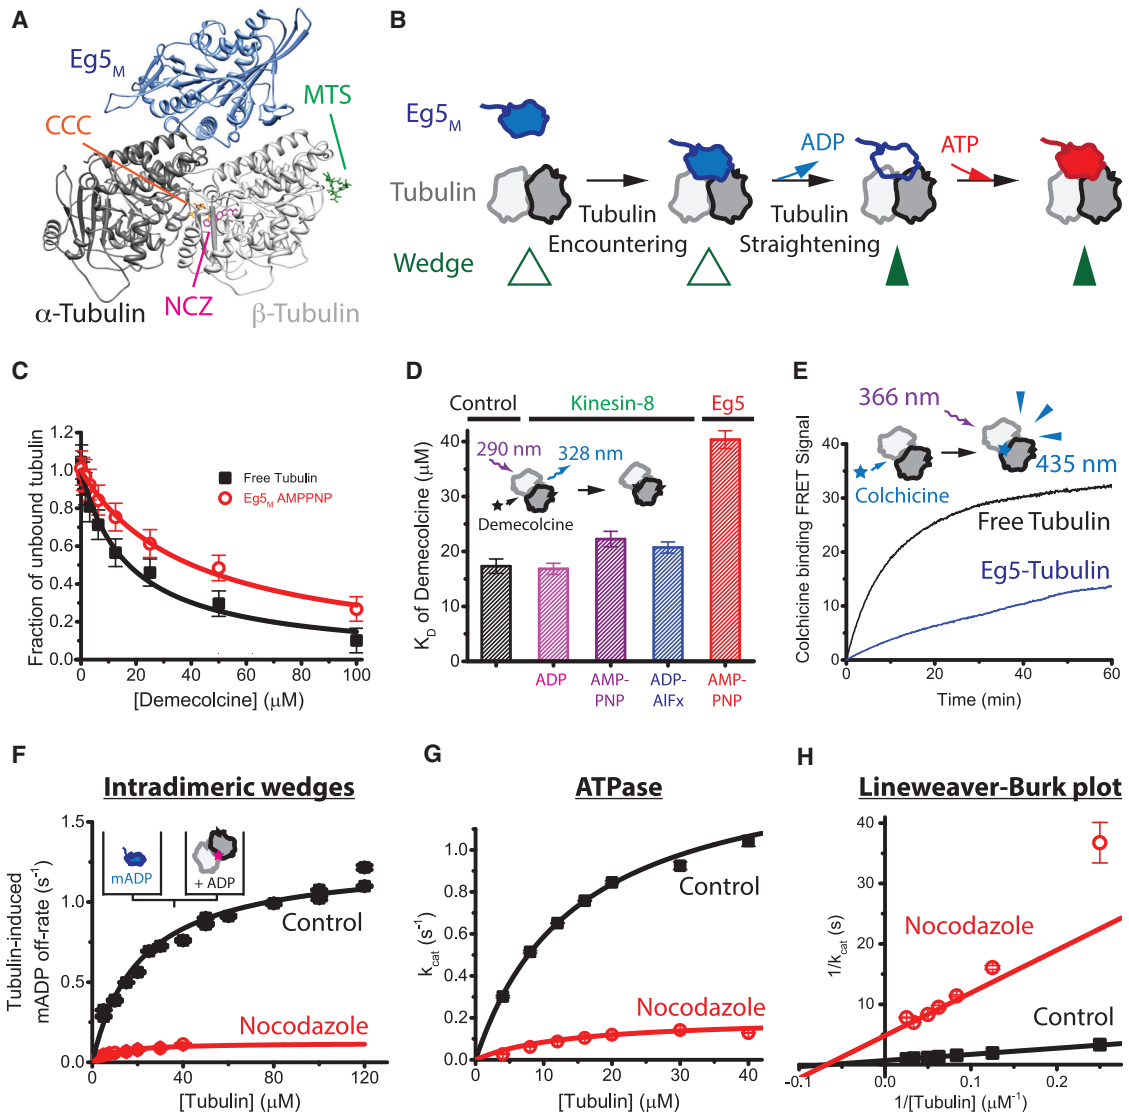 A
Eg5M
MTS
CCC
α-Tubulin
NCZ
β-Tubulin
B
Eg5M
Tubulin
Wedge
Tubulin
Encountering
ADP
Tubulin
Straightening
ATP
C
Fraction of unbound tubulin
1.2
1.0
0.8
0.6
0.4
0.2
0.0
Free Tubulin
Eg5M AMPPNP
0 20 40 60 80 100
[Demecolcine] (μM)
D
Control Kinesin-8 Eg5
KD of Demecolcine (μM)
40
30
20
10
0
290 nm
328 nm
Demecolcine
ADP
AMP-
PNP
ADP-
AlFx
AMP-
PNP
E
Colchicine binding FRET Signal
40
30
20
10
0
366 nm
435 nm
Colchicine
Free Tubulin
Eg5-Tubulin
0 20 40 60
Time (min)
F
Intradimeric wedges
Tubulin-induced
mADP off-rate (s-1)
1.5
1.0
0.5
0.0
mADP
+ ADP
Control
Nocodazole
0 40 80 120
[Tubulin] (μM)
G
ATPase
kcat (s-1)
1.0
0.8
0.6
0.4
0.2
0.0
Control
Nocodazole
0 10 20 30 40
[Tubulin] (μM)
H
Lineweaver-Burk plot
1/kcat (s)
40
30
20
10
Nocodazole
Control
-0.1 0.0 0.1 0.2
1/[Tubulin] (μM-1)